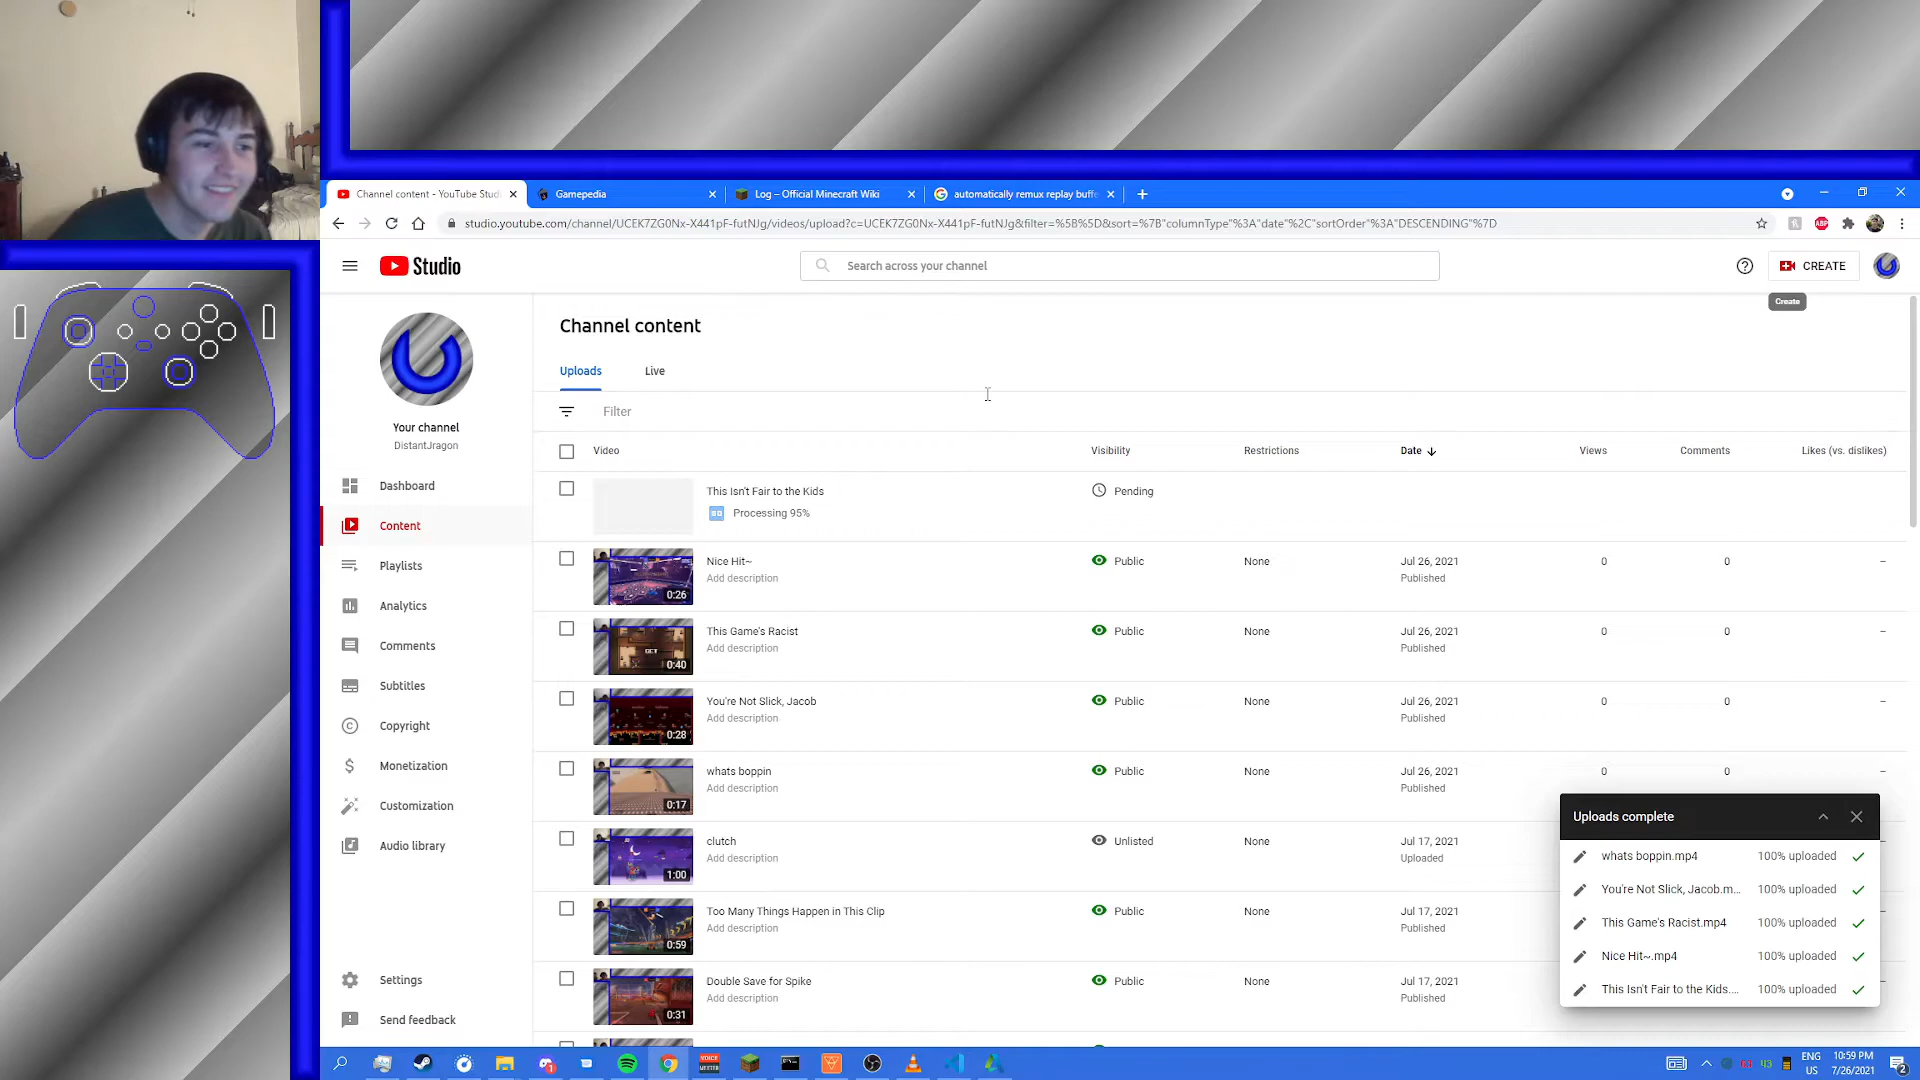 Channel content - YouTube Stud
Gamepedia
Log – Official Minecraft Wiki
automatically remux replay buffe
studio.youtube.com/channel/UCEK7ZG0Nx-X441pF-futNJg/videos/upload?c=UCEK7ZG0Nx-X441pF-futNJg&filter=%5B%5D&sort=%7B"columnType"%3A"date"%2C"sortOrder"%3A"DESCENDING"%7D
ABP
Studio
Search across your channel
CREATE
Create
Your channel
DistantJragon
Dashboard
Content
Playlists
Analytics
Comments
Subtitles
Copyright
Monetization
Customization
Audio library
Settings
Send feedback
Channel content
Uploads Live
Filter
Video Visibility Restrictions Date Views Comments Likes (vs. dislikes)
This Isn't Fair to the Kids Pending
Processing 95%
Nice Hit~ Public None Jul 26, 2021 0 0 –
Add description Published
0:26
This Game's Racist Public None Jul 26, 2021 0 0 –
Add description Published
0:40
You're Not Slick, Jacob Public None Jul 26, 2021 0 0 –
Add description Published
0:28
whats boppin Public None Jul 26, 2021 0 0 –
Add description Published
0:17
clutch Unlisted Jul 17, 2021
Add description Uploaded
1:00
Too Many Things Happen in This Clip Public None Jul 17, 2021
Add description Published
0:59
Double Save for Spike Public None Jul 17, 2021
Add description Published
0:31
Uploads complete
whats boppin.mp4 100% uploaded
You're Not Slick, Jacob.m... 100% uploaded
This Game's Racist.mp4 100% uploaded
Nice Hit~.mp4 100% uploaded
This Isn't Fair to the Kids.... 100% uploaded
ENG
US
10:59 PM
7/26/2021
2